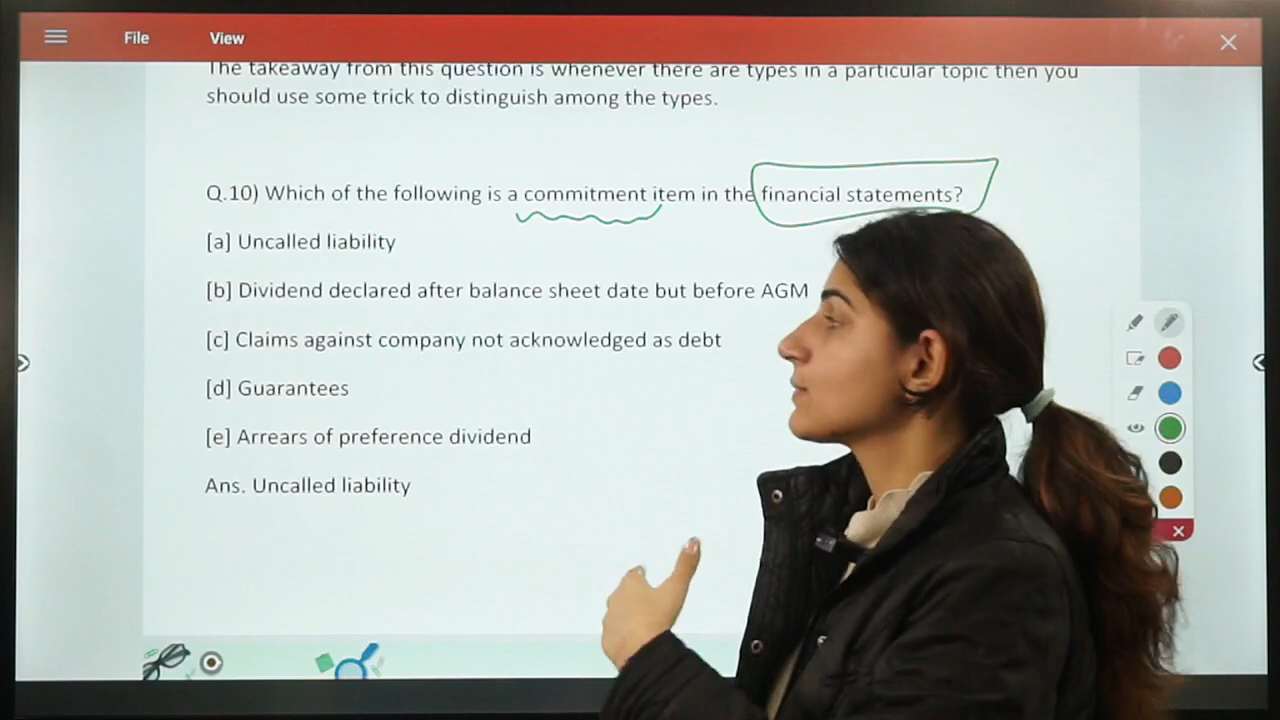 File View
The takeaway from this question is whenever there are types in a particular topic then you
should use some trick to distinguish among the types.
Q.10) Which of the following is a commitment item in the financial statements?
[a] Uncalled liability
[b] Dividend declared after balance sheet date but before AGM
[c] Claims against company not acknowledged as debt
[d] Guarantees
[e] Arrears of preference dividend
Ans. Uncalled liability